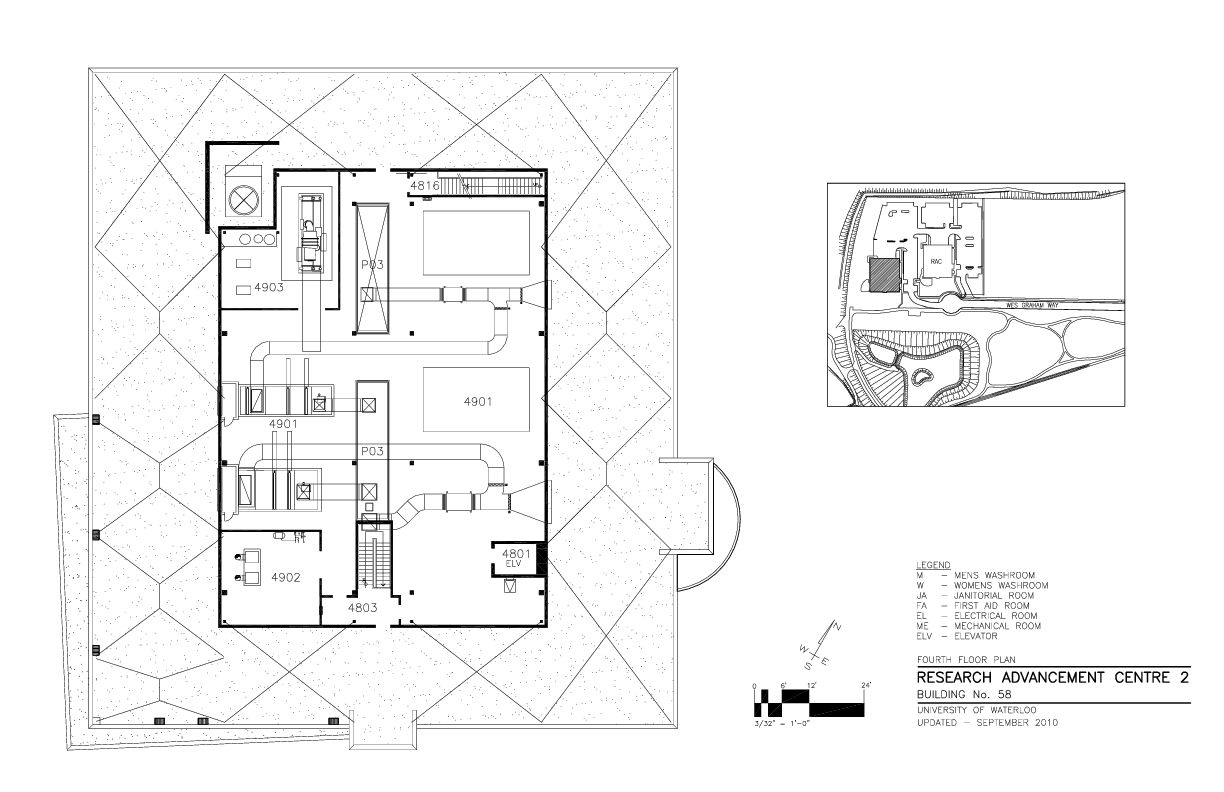 4816
P03
4903
4901
4901
P03
4801
ELV
4902
4803
RAC
WES GRAHAM WAY
LEGEND
M – MENS WASHROOM
W – WOMENS WASHROOM
JA – JANITORIAL ROOM
FA – FIRST AID ROOM
EL – ELECTRICAL ROOM
ME – MECHANICAL ROOM
ELV – ELEVATOR
N
W
E
S
0 6' 12' 24'
3/32" = 1'-0"
FOURTH FLOOR PLAN
RESEARCH ADVANCEMENT CENTRE 2
BUILDING No. 58
UNIVERSITY OF WATERLOO
UPDATED – SEPTEMBER 2010